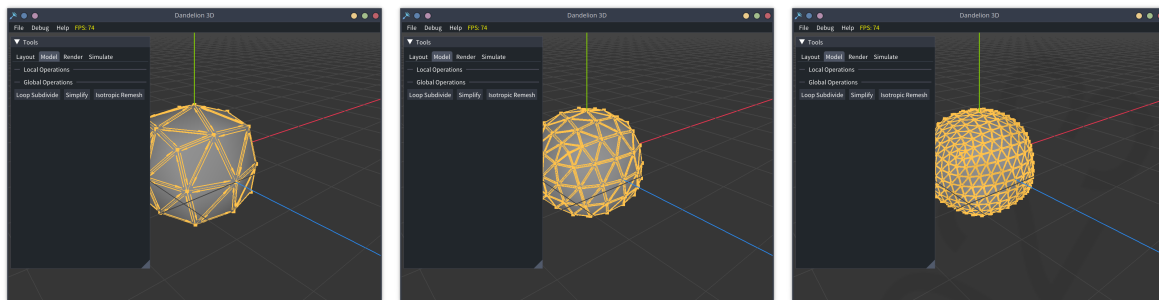 Dandelion 3D
File Debug Help FPS: 74
Tools
Layout Model Render Simulate
Local Operations
Global Operations
Loop Subdivide Simplify Isotropic Remesh
Dandelion 3D
File Debug Help FPS: 74
Tools
Layout Model Render Simulate
Local Operations
Global Operations
Loop Subdivide Simplify Isotropic Remesh
Dandelion 3D
File Debug Help FPS: 74
Tools
Layout Model Render Simulate
Local Operations
Global Operations
Loop Subdivide Simplify Isotropic Remesh